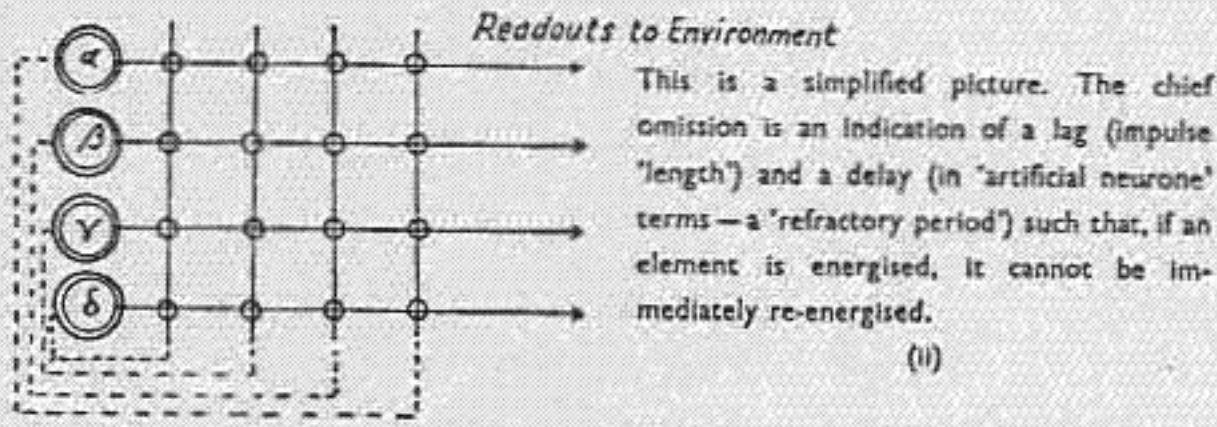 Readouts to Environment
α
β
γ
δ
This is a simplified picture. The chief
omission is an indication of a lag (impulse
'length') and a delay (in 'artificial neurone'
terms—a 'refractory period') such that, if an
element is energised, it cannot be im-
mediately re-energised.
(ii)